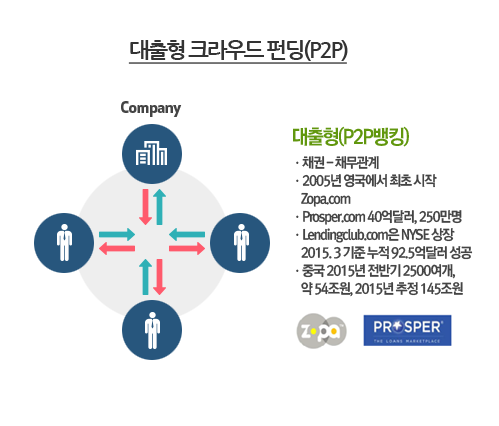 대출형 크라우드 펀딩(P2P)
Company
대출형(P2P뱅킹)
· 채권 – 채무관계
· 2005년 영국에서 최초 시작
Zopa.com
· Prosper.com 40억달러, 250만명
· Lendingclub.com은 NYSE 상장
2015. 3 기준 누적 92.5억달러 성공
· 중국 2015년 전반기 2500여개,
약 54조원, 2015년 추정 145조원
zopa
PROSPER
THE LOANS MARKETPLACE